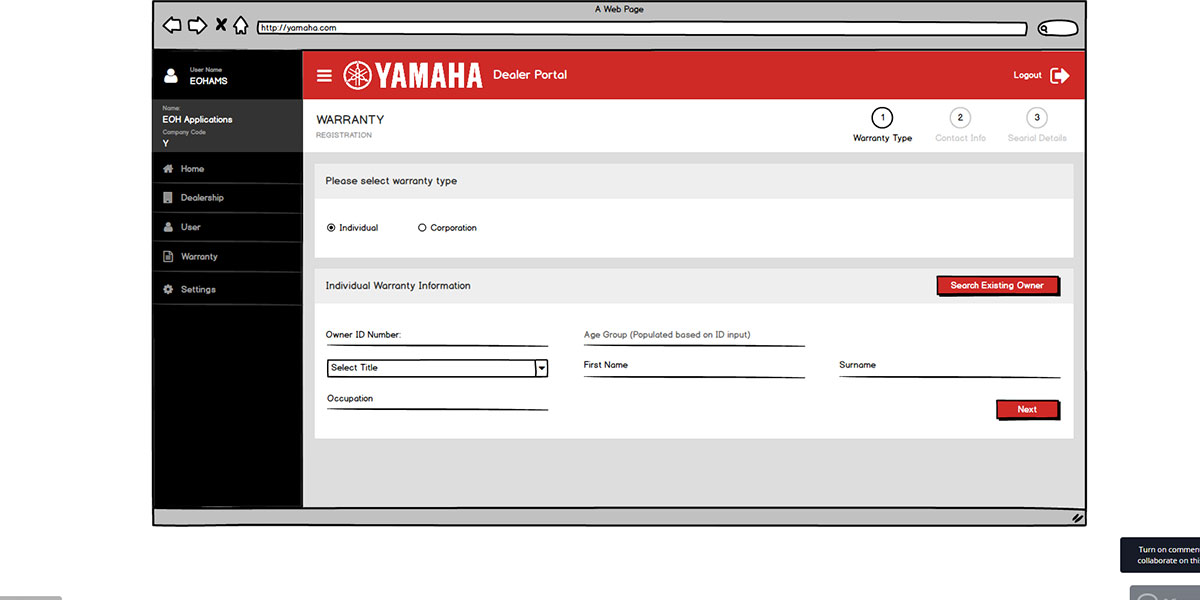 A Web Page
http://yamaha.com
User Name
EOHAMS
YAMAHA Dealer Portal
Logout
Name:
EOH Applications
Company Code
Y
Home
Dealership
User
Warranty
Settings
WARRANTY
REGISTRATION
1 2 3
Warranty Type Contact Info Searial Details
Please select warranty type
Individual Corporation
Individual Warranty Information
Search Existing Owner
Owner ID Number: Age Group (Populated based on ID input)
Select Title First Name Surname
Occupation
Next
Turn on commen
collaborate on thi